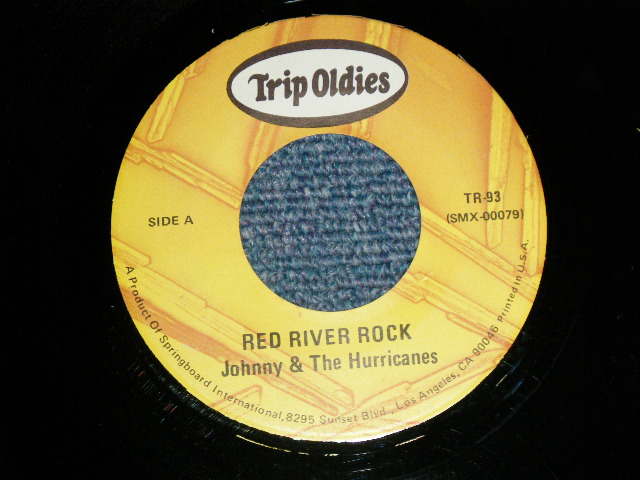 Trip Oldies
SIDE A
TR-93
(SMX-00079)
RED RIVER ROCK
Johnny & The Hurricanes
A Product Of Springboard International, 8295 Sunset Blvd., Los Angeles, CA 90046 Printed in U.S.A.